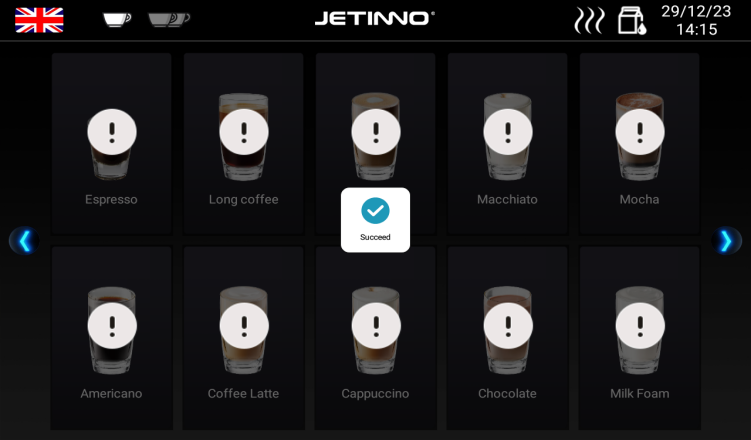 JETINNO
29/12/23
14:15
Espresso
Long coffee
Macchiato
Mocha
Succeed
Americano
Coffee Latte
Cappuccino
Chocolate
Milk Foam